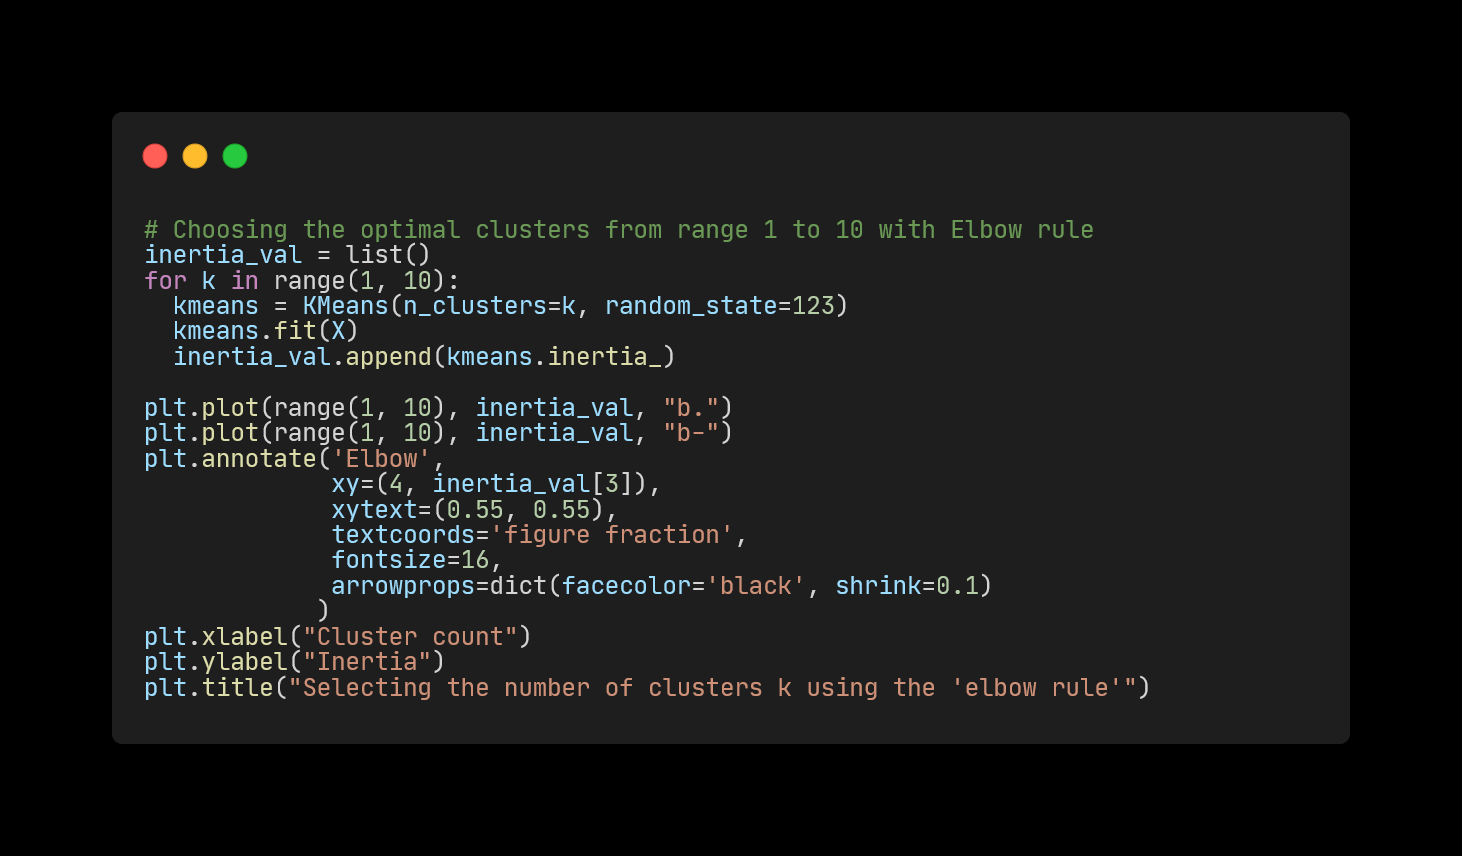 # Choosing the optimal clusters from range 1 to 10 with Elbow rule
inertia_val = list()
for k in range(1, 10):
  kmeans = KMeans(n_clusters=k, random_state=123)
  kmeans.fit(X)
  inertia_val.append(kmeans.inertia_)

plt.plot(range(1, 10), inertia_val, "b.")
plt.plot(range(1, 10), inertia_val, "b-")
plt.annotate('Elbow',
             xy=(4, inertia_val[3]),
             xytext=(0.55, 0.55),
             textcoords='figure fraction',
             fontsize=16,
             arrowprops=dict(facecolor='black', shrink=0.1)
            )
plt.xlabel("Cluster count")
plt.ylabel("Inertia")
plt.title("Selecting the number of clusters k using the 'elbow rule'")